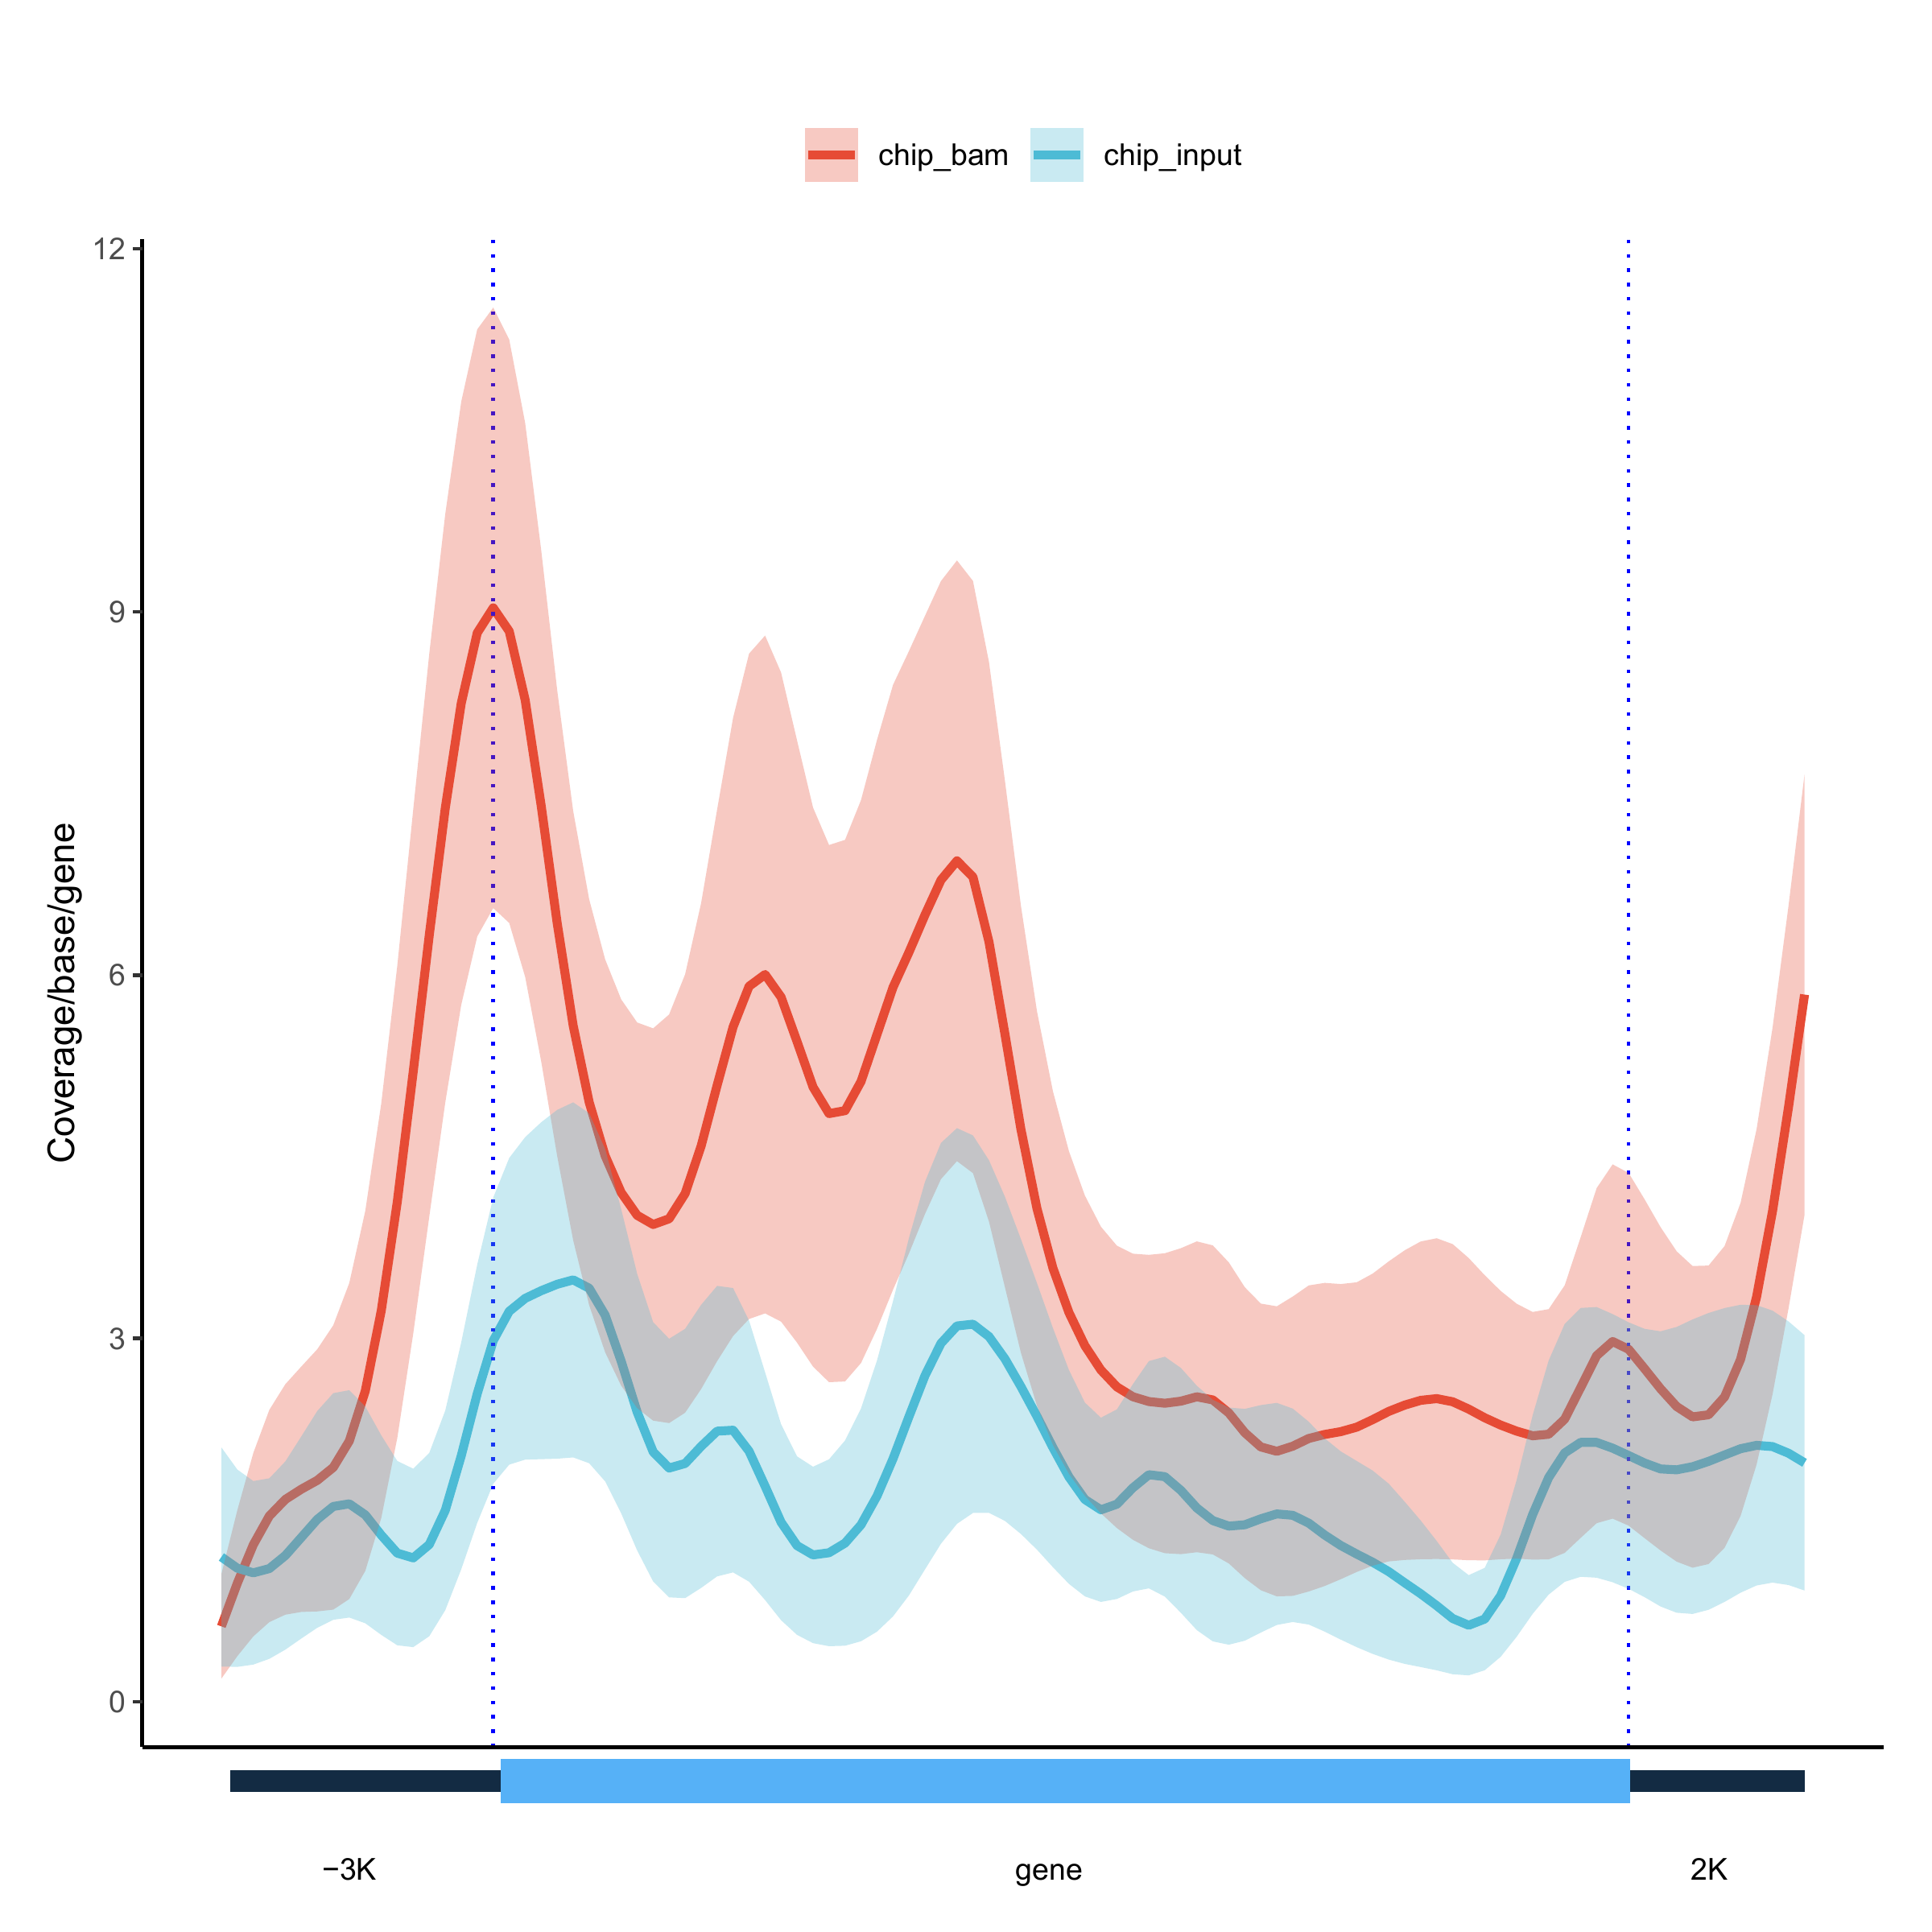 chip_bam chip_input
12
9
6
3
0
Coverage/base/gene
−3K gene 2K